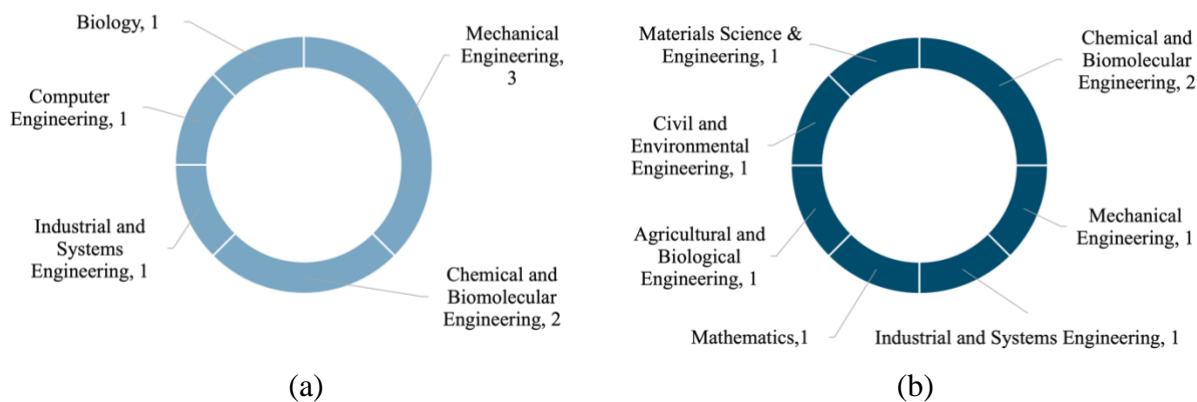 Biology, 1
Mechanical
Engineering,
3
Computer
Engineering, 1
Industrial and
Systems
Engineering, 1
Chemical and
Biomolecular
Engineering, 2
(a)
Materials Science &
Engineering, 1
Chemical and
Biomolecular
Engineering, 2
Civil and
Environmental
Engineering, 1
Mechanical
Engineering, 1
Agricultural and
Biological
Engineering, 1
Mathematics,1
Industrial and Systems Engineering, 1
(b)